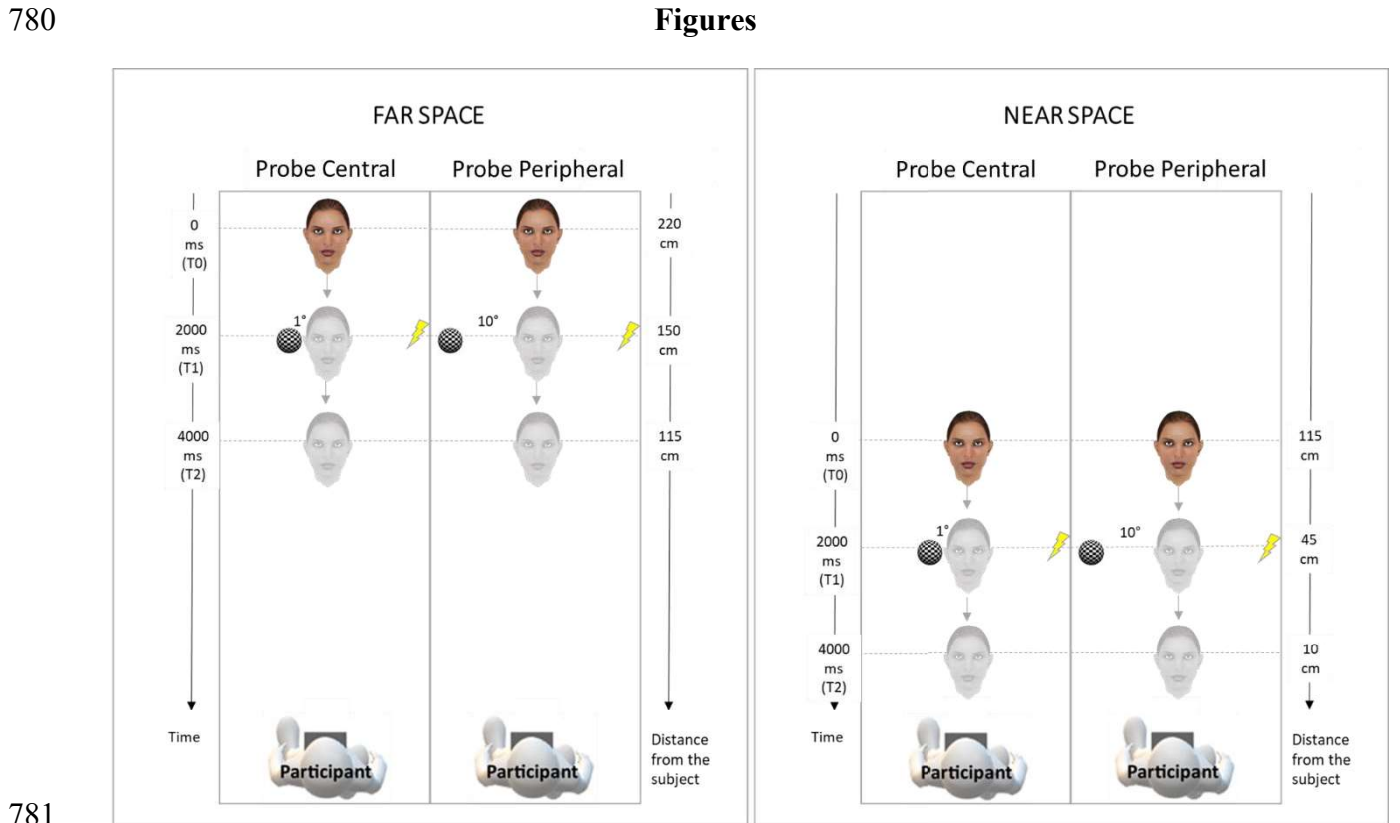 780
Figures
FAR SPACE
Probe Central
Probe Peripheral
0
ms
(T0)
220
cm
1°
10°
2000
ms
(T1)
150
cm
4000
ms
(T2)
115
cm
Time
Participant
Participant
Distance
from the
subject
NEAR SPACE
Probe Central
Probe Peripheral
0
ms
(T0)
115
cm
1°
10°
2000
ms
(T1)
45
cm
4000
ms
(T2)
10
cm
Time
Participant
Participant
Distance
from the
subject
781